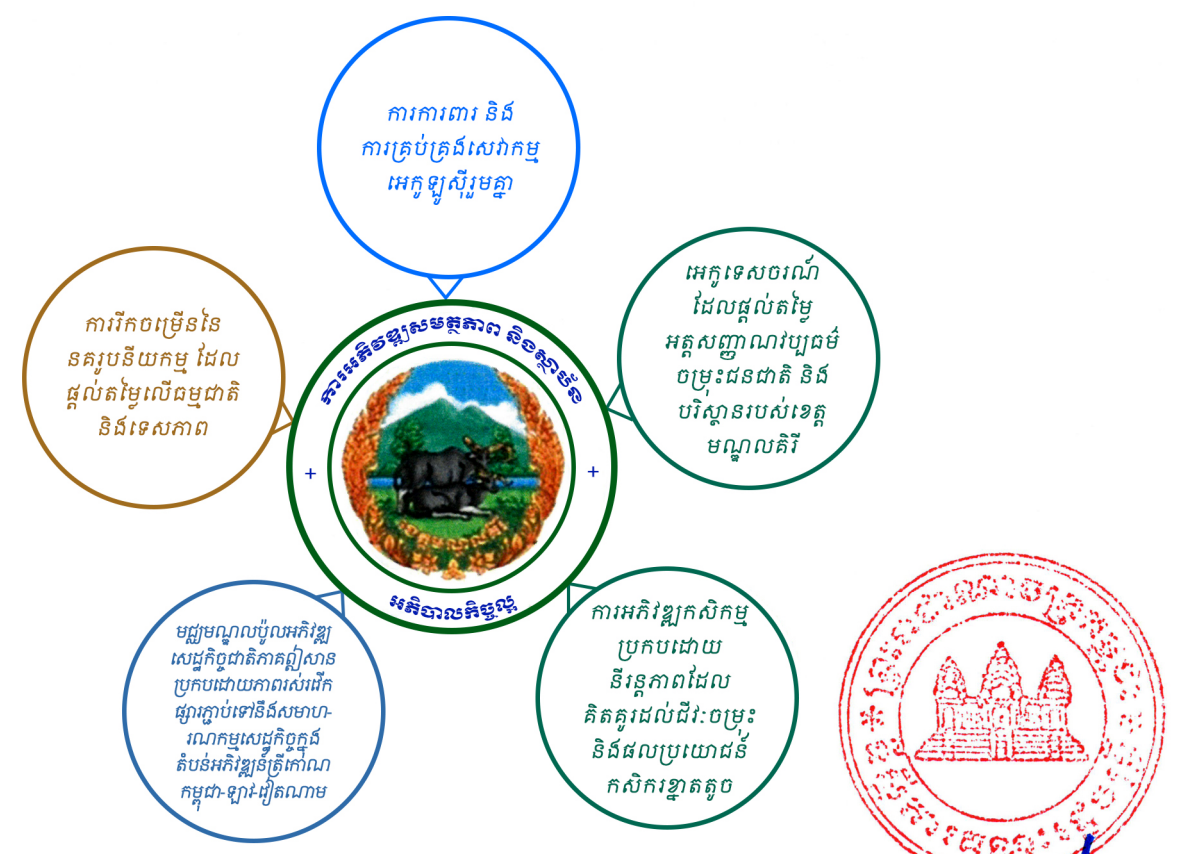 ការការពារ និង
ការគ្រប់គ្រងសេវាកម្ម
អេកូឡូស៊ីរួមគ្នា
ការរីកចម្រើននៃ
នគរូបនីយកម្ម ដែល
ផ្តល់តម្លៃលើធម្មជាតិ
និងទេសភាព
អេកូទេសចរណ៍
ដែលផ្តល់តម្លៃ
អត្តសញ្ញាណវប្បធម៌
ចម្រុះជនជាតិ និង
បរិស្ថានរបស់ខេត្ត
មណ្ឌលគិរី
ការអភិវឌ្ឍសមត្ថភាព និងស្ថាប័ន
+ +
អភិបាលកិច្ចល្អ
មជ្ឈមណ្ឌលប៉ូលអភិវឌ្ឍ
សេដ្ឋកិច្ចជាតិភាគឦសាន
ប្រកបដោយភាពរស់រវើក
ផ្សារភ្ជាប់ទៅនឹងសមាហ-
រណកម្មសេដ្ឋកិច្ចក្នុង
តំបន់អភិវឌ្ឍន៍ត្រីកោណ
កម្ពុជា-ឡាវ-វៀតណាម
ការអភិវឌ្ឍកសិកម្ម
ប្រកបដោយ
និរន្តភាពដែល
គិតគូរដល់ជីវៈចម្រុះ
និងផលប្រយោជន៍
កសិករខ្នាតតូច